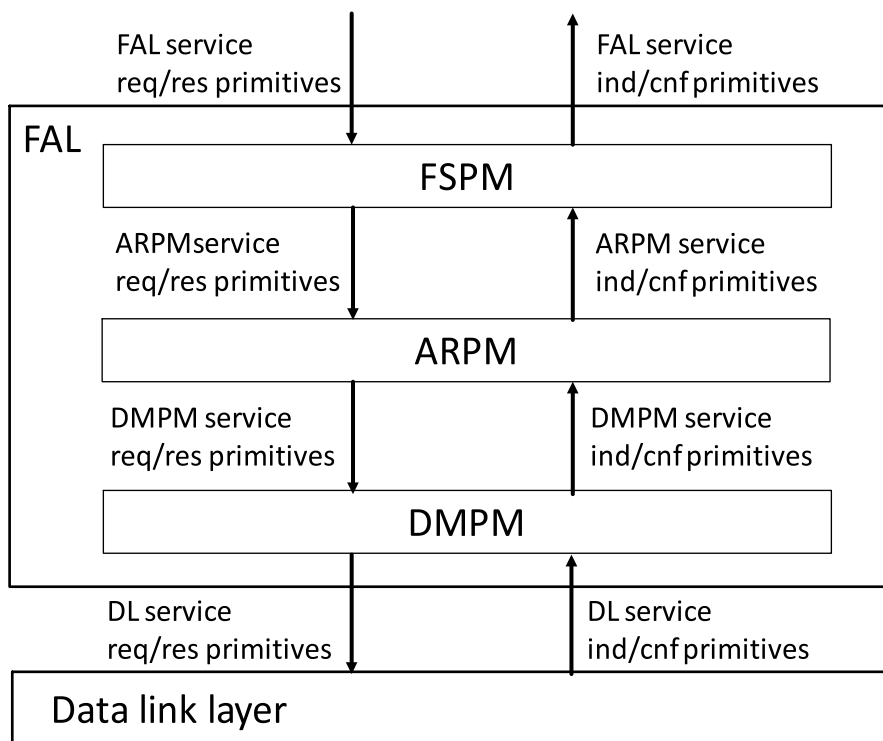 FAL service
req/res primitives
FAL service
ind/cnf primitives
FAL
FSPM
ARPMservice
req/res primitives
ARPM service
ind/cnf primitives
ARPM
DMPM service
req/res primitives
DMPM service
ind/cnf primitives
DMPM
DL service
req/res primitives
DL service
ind/cnf primitives
Data link layer